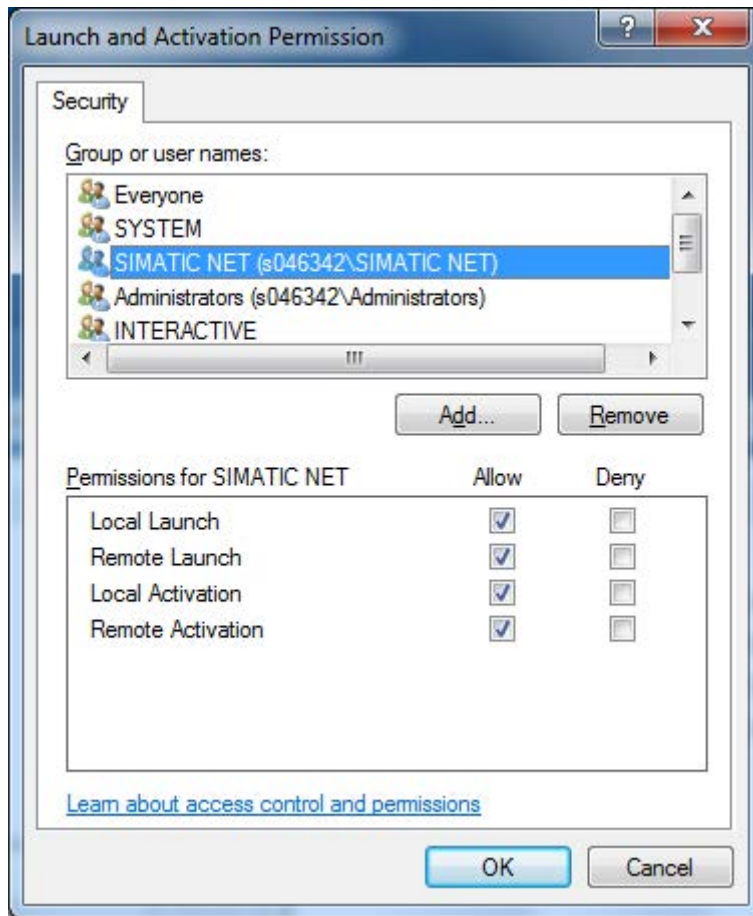 Launch and Activation Permission
Security
Group or user names:
Everyone
SYSTEM
SIMATIC NET (s046342\SIMATIC NET)
Administrators (s046342\Administrators)
INTERACTIVE
Add... Remove
Permissions for SIMATIC NET Allow Deny
Local Launch
Remote Launch
Local Activation
Remote Activation
Learn about access control and permissions
OK Cancel